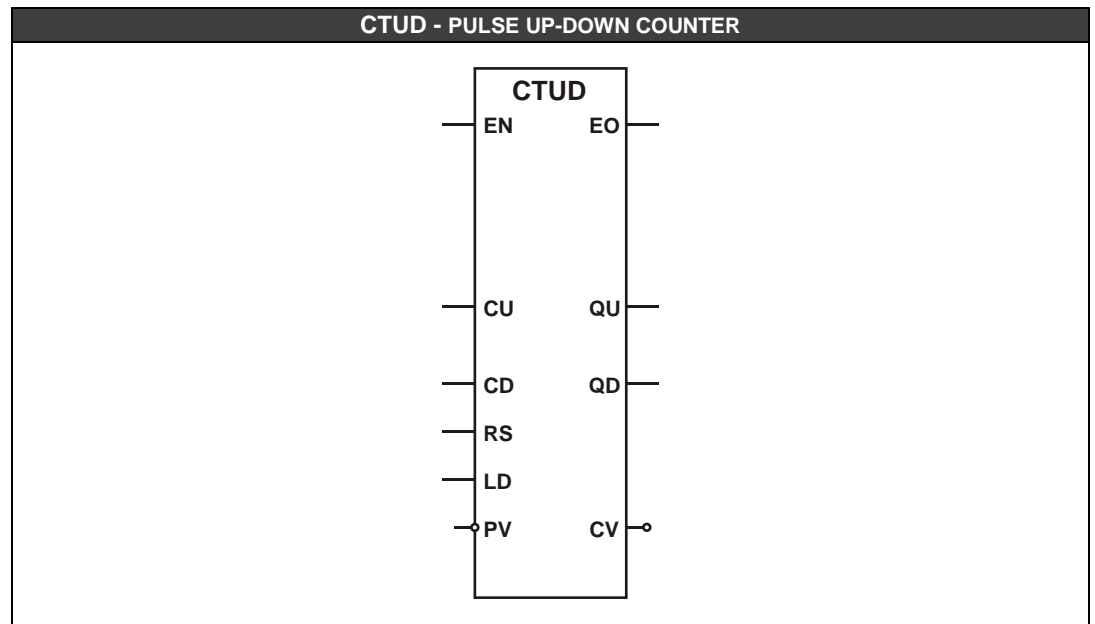 CTUD - PULSE UP-DOWN COUNTER
CTUD
EN EO
CU QU
CD QD
RS
LD
PV CV